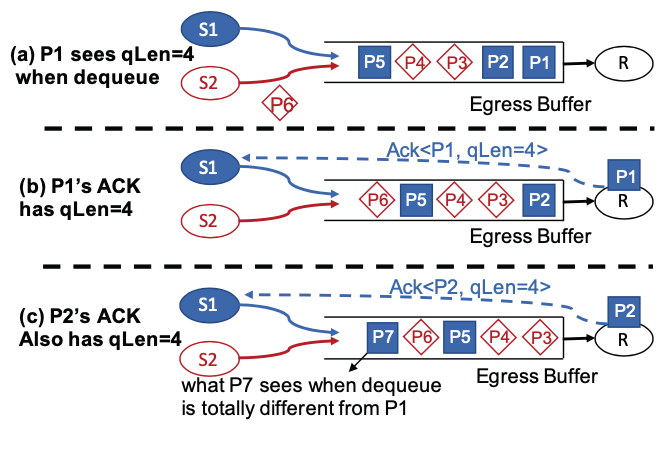 S1
(a) P1 sees qLen=4
when dequeue
P5 P4 P3 P2 P1
R
S2
P6
Egress Buffer
Ack<P1, qLen=4>
S1
P1
(b) P1's ACK
has qLen=4
P6 P5 P4 P3 P2
R
S2
Egress Buffer
Ack<P2, qLen=4>
S1
P2
(c) P2's ACK
Also has qLen=4
P7 P6 P5 P4 P3
R
S2
Egress Buffer
what P7 sees when dequeue
is totally different from P1